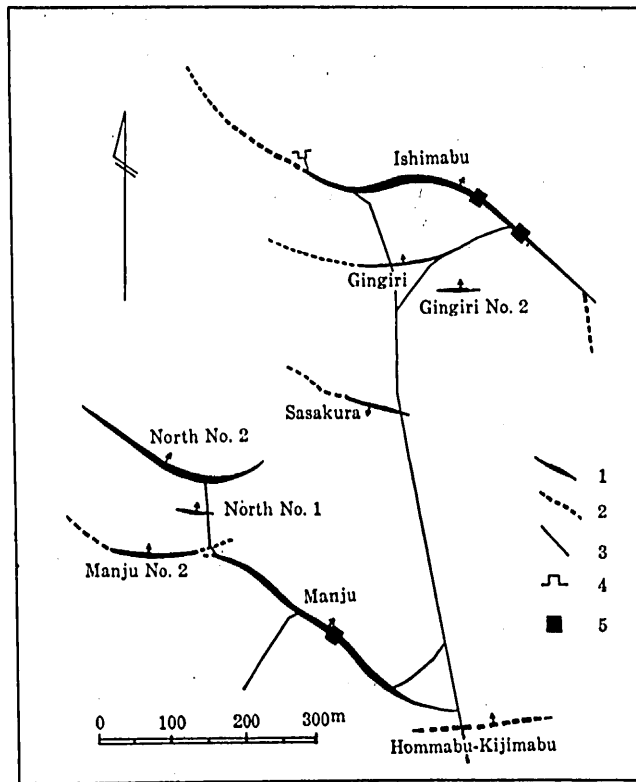 Ishimabu
Gingiri
Gingiri No. 2
Sasakura
North No. 2
North No. 1
Manju No. 2
Manju
Hommabu-Kijimabu
0 100 200 300m
1
2
3
4
5